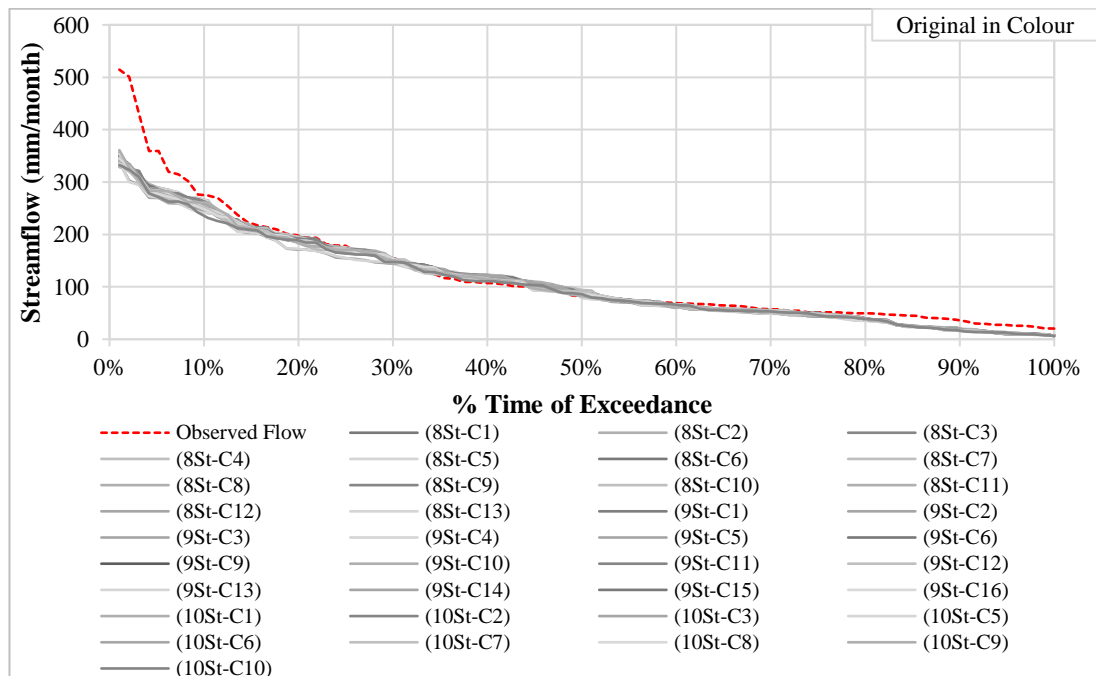 Original in Colour
600
500
400
300
200
100
0
Streamflow (mm/month)
0% 10% 20% 30% 40% 50% 60% 70% 80% 90% 100%
% Time of Exceedance
Observed Flow (8St-C1) (8St-C2) (8St-C3)
(8St-C4) (8St-C5) (8St-C6) (8St-C7)
(8St-C8) (8St-C9) (8St-C10) (8St-C11)
(8St-C12) (8St-C13) (9St-C1) (9St-C2)
(9St-C3) (9St-C4) (9St-C5) (9St-C6)
(9St-C9) (9St-C10) (9St-C11) (9St-C12)
(9St-C13) (9St-C14) (9St-C15) (9St-C16)
(10St-C1) (10St-C2) (10St-C3) (10St-C5)
(10St-C6) (10St-C7) (10St-C8) (10St-C9)
(10St-C10)